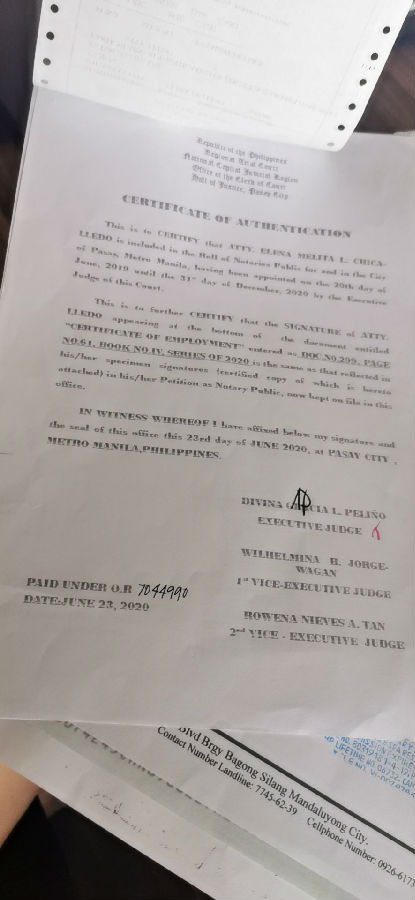 Republic of the Philippines
Regional Trial Court
National Capital Judicial Region
Office of the Clerk of Court
Hall of Justice, Pasay City
CERTIFICATE OF AUTHENTICATION
This is to CERTIFY that ATTY. ELENA MELITA L. CHICA-
LLEDO is included in the Roll of Notaries Public for and in the City
of Pasay, Metro Manila, having been appointed on the 20th day of
June, 2019 until the 31st day of December, 2020 by the Executive
Judge of this Court.
This is to further CERTIFY that the SIGNATURE of ATTY.
LLEDO appearing at the bottom of the document entitled
"CERTIFICATE OF EMPLOYMENT" entered as DOC.NO.299, PAGE
NO.61, BOOK NO.IV, SERIES OF 2020 is the same as that reflected in
his/her specimen signatures (certified copy of which is hereto
attached) in his/her Petition as Notary Public, now kept on file in this
office.
IN WITNESS WHEREOF I have affixed below my signature and
the seal of this office this 23rd day of JUNE 2020, at PASAY CITY ,
METRO MANILA,PHILIPPINES.
DIVINA GRACIA L. PELIÑO
EXECUTIVE JUDGE
WILHELMINA B. JORGE-
WAGAN
1st VICE-EXECUTIVE JUDGE
PAID UNDER O.R 7044990
DATE:JUNE 23, 2020
ROWENA NIEVES A. TAN
2nd VICE - EXECUTIVE JUDGE
Blvd Brgy Bagong Silang Mandaluyong City.
Contact Number Landline: 7745-62-39 Cellphone Number: 0926-6173